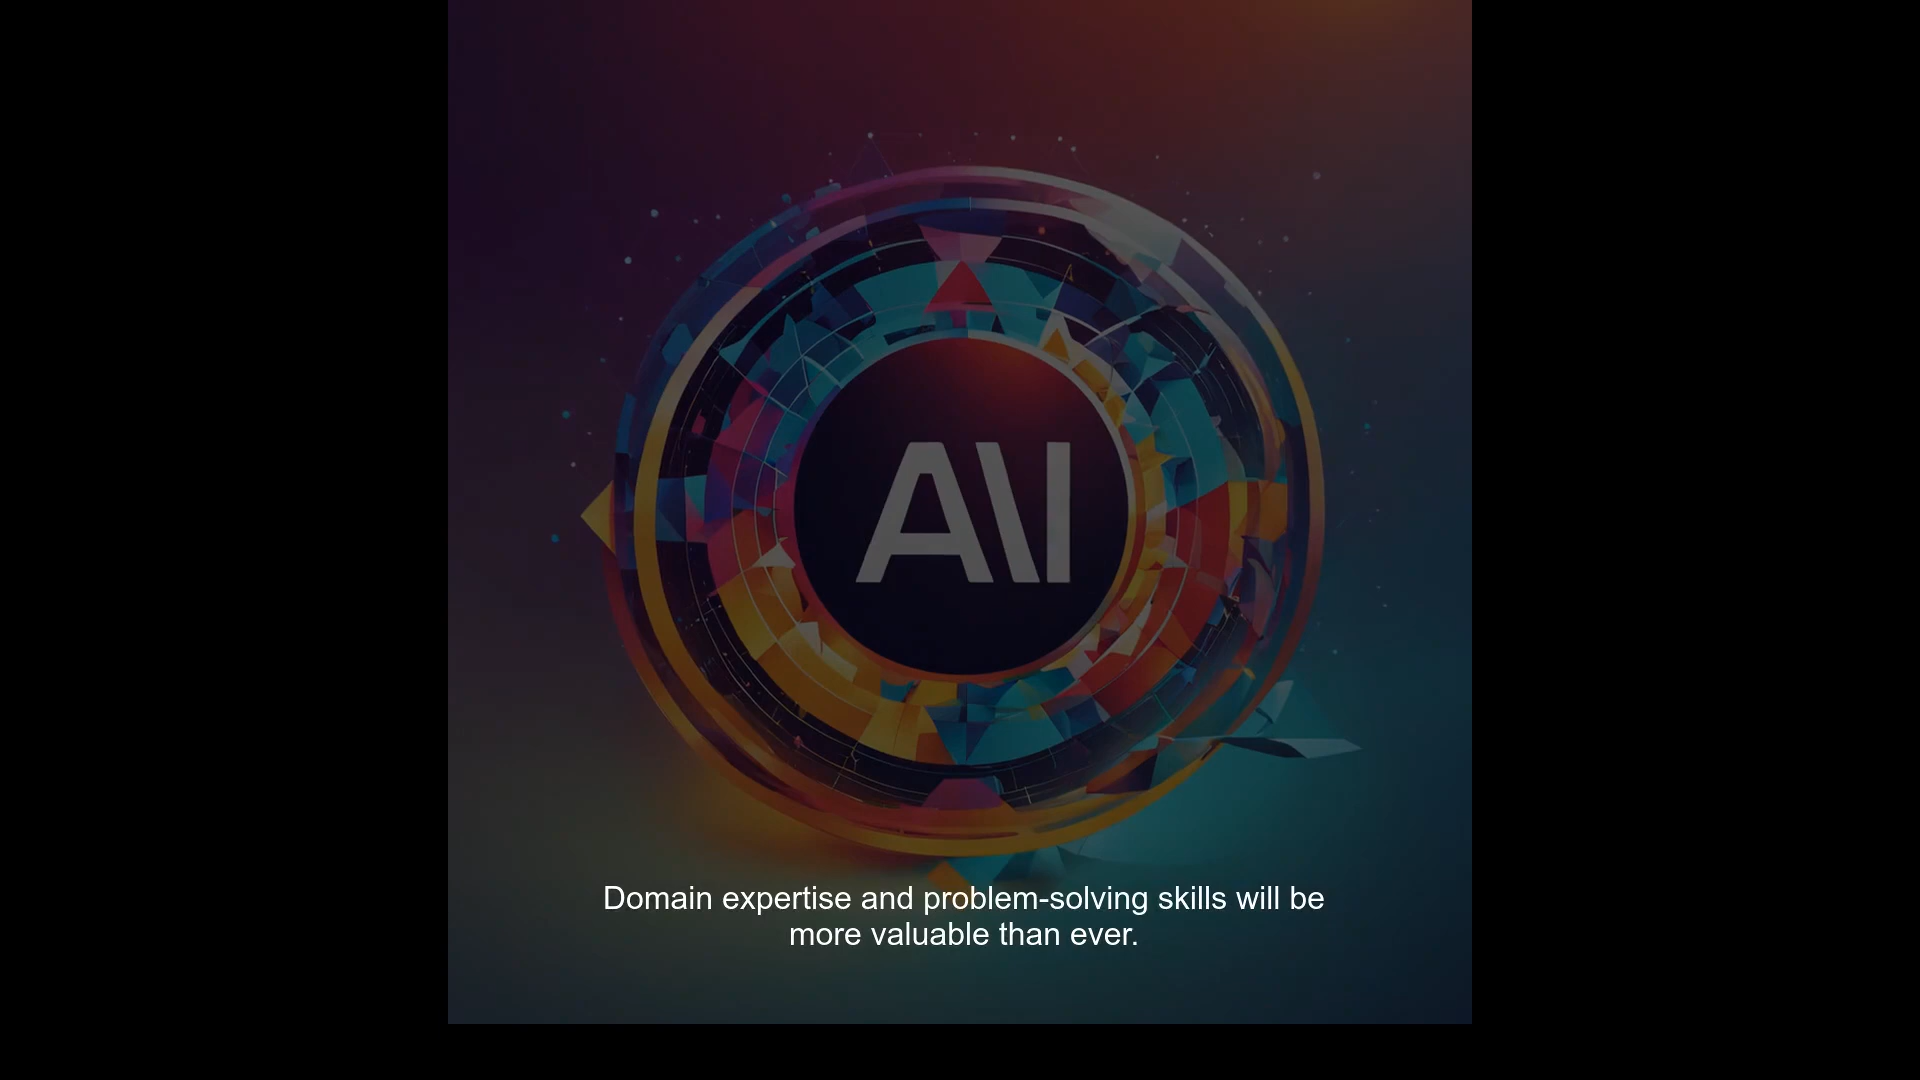 A\I
Domain expertise and problem-solving skills will be
more valuable than ever.